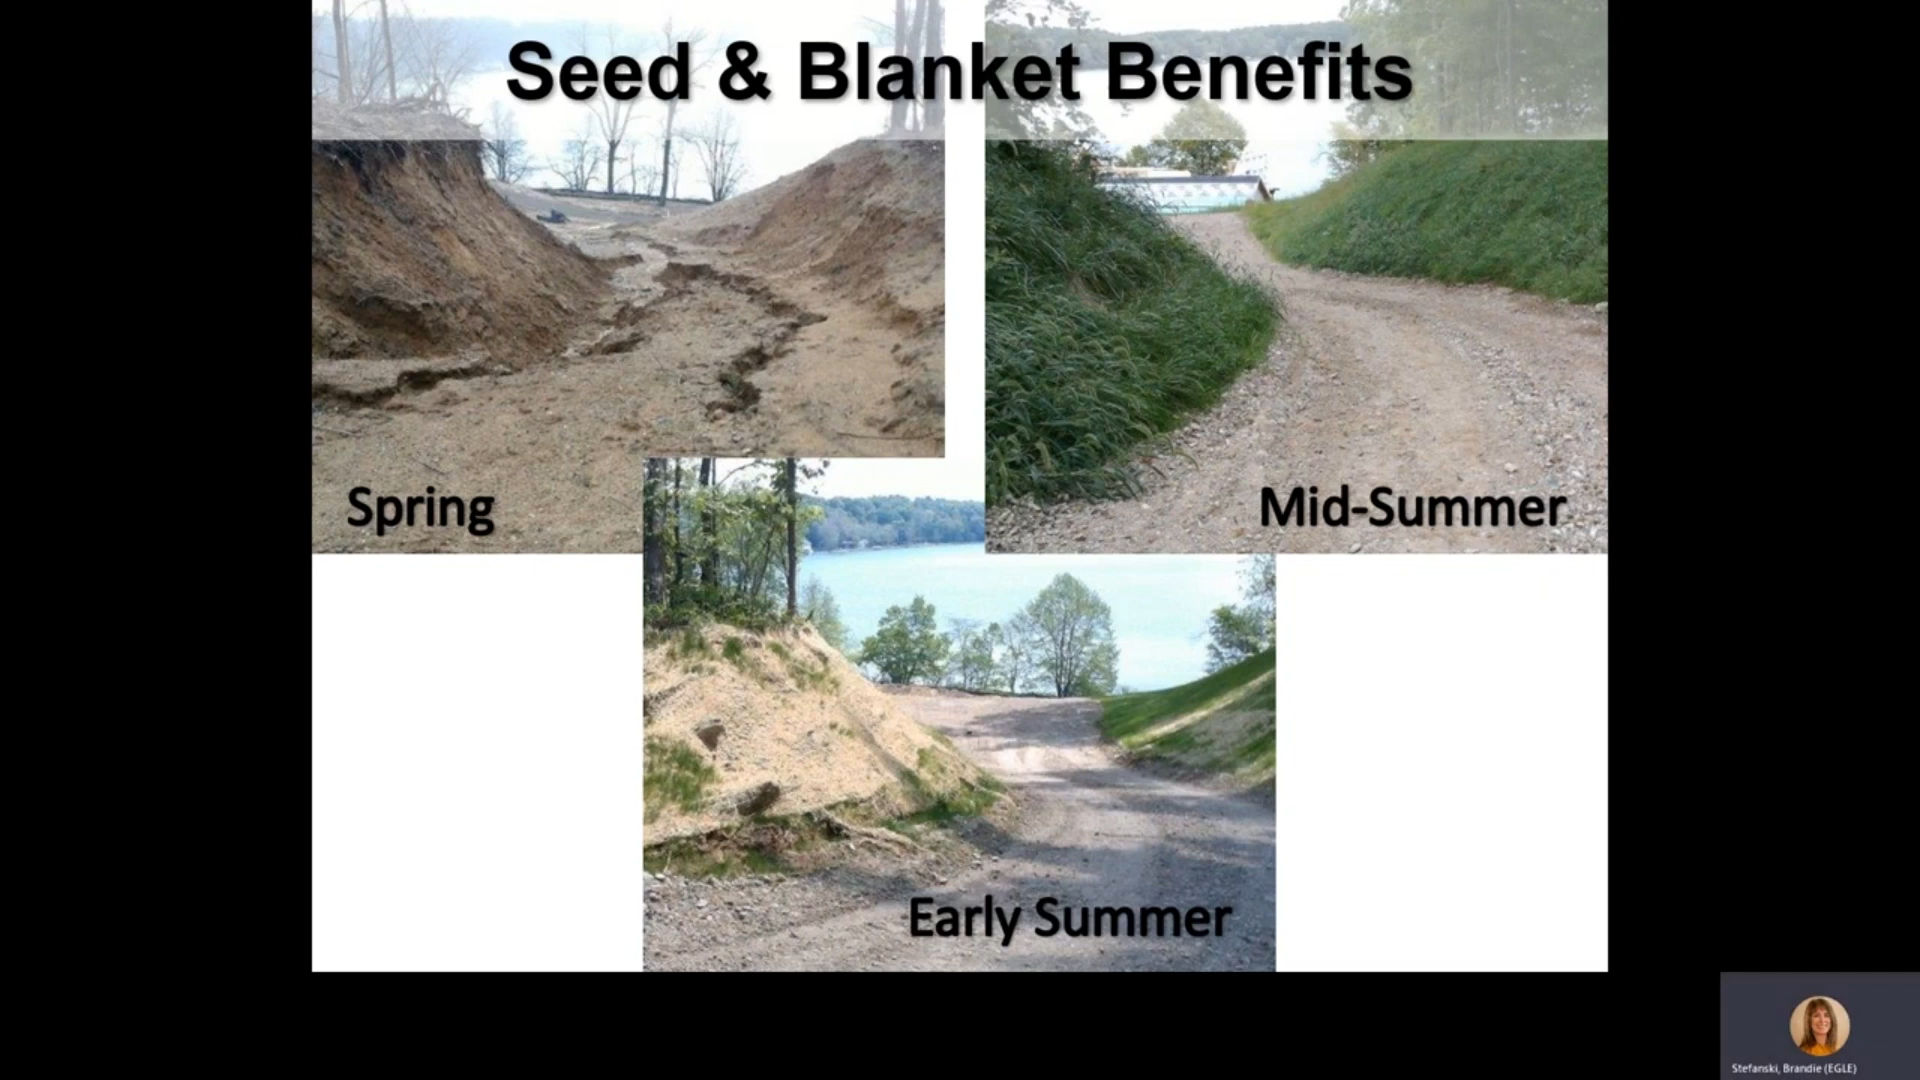 Seed & Blanket Benefits
Spring
Mid-Summer
Early Summer
Stefanski, Brandie (EGLE)